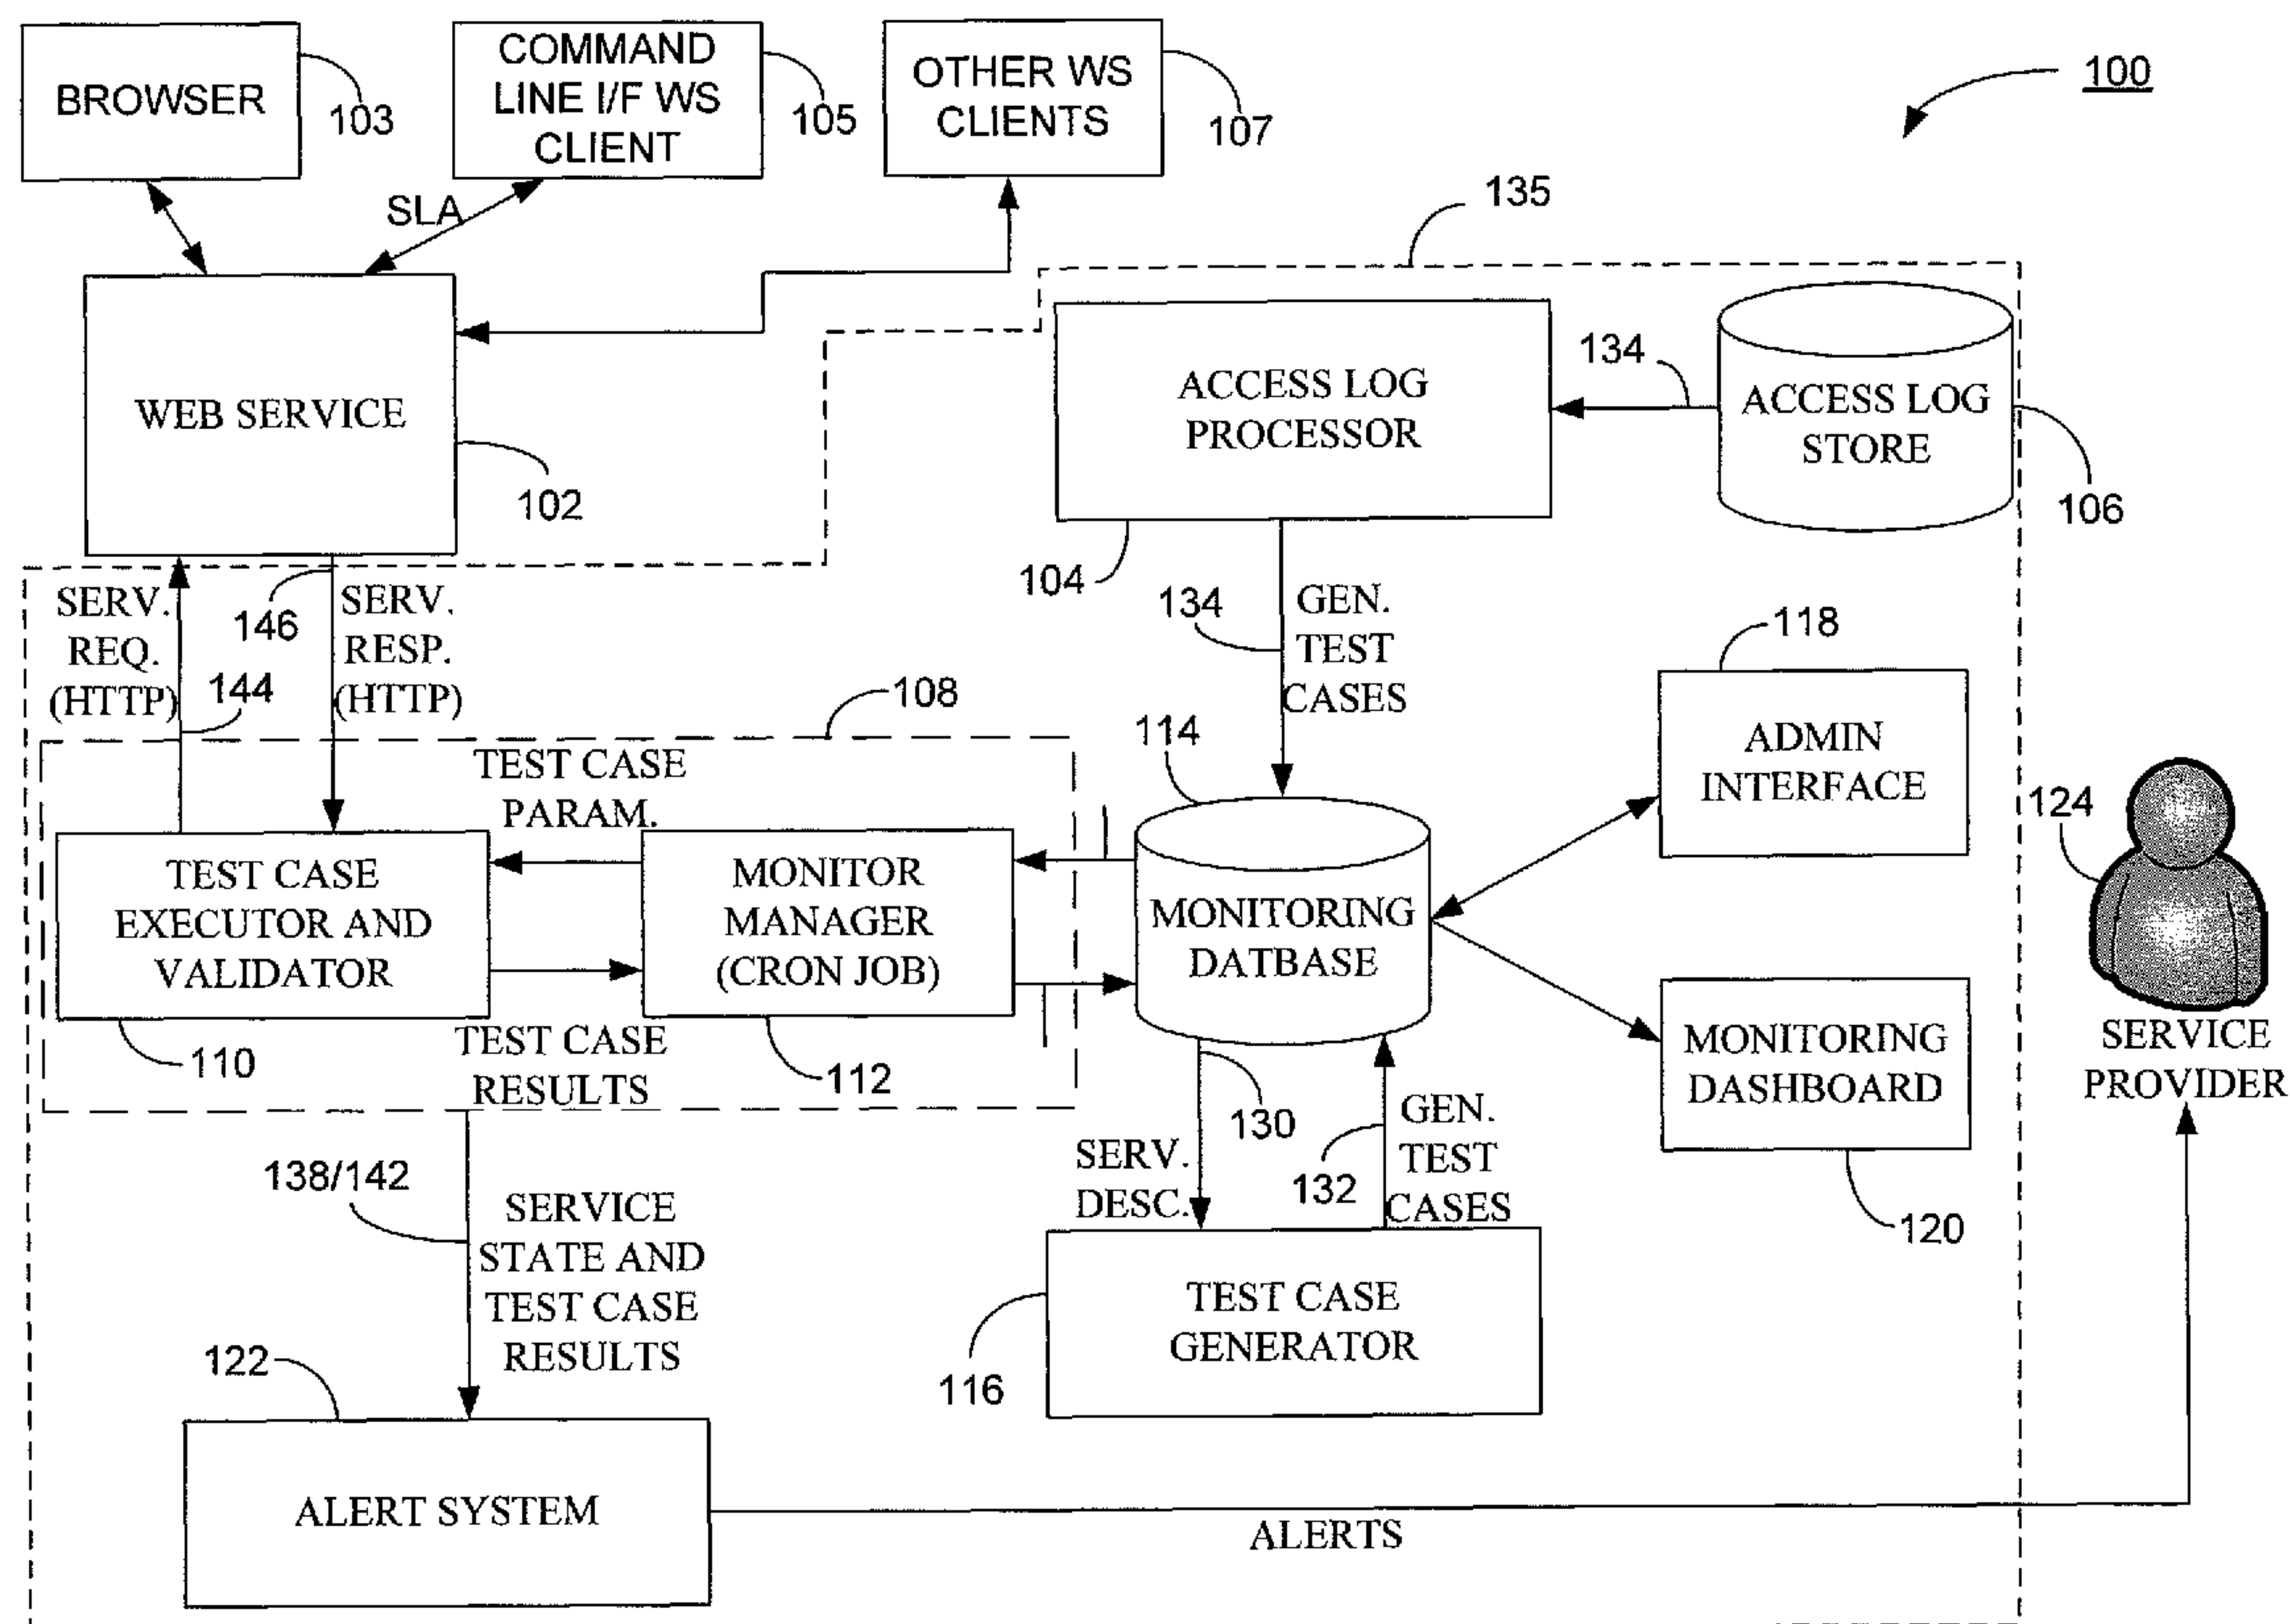 BROWSER
103
COMMAND
LINE I/F WS
CLIENT
105
OTHER WS
CLIENTS
107
100
SLA
135
WEB SERVICE
102
ACCESS LOG
PROCESSOR
104
134
ACCESS LOG
STORE
106
SERV.
REQ.
(HTTP)
144
146
SERV.
RESP.
(HTTP)
134
GEN.
TEST
CASES
108
TEST CASE
PARAM.
114
118
ADMIN
INTERFACE
124
TEST CASE
EXECUTOR AND
VALIDATOR
110
MONITOR
MANAGER
(CRON JOB)
112
MONITORING
DATBASE
TEST CASE
RESULTS
MONITORING
DASHBOARD
120
SERVICE
PROVIDER
130
SERV.
DESC.
132
GEN.
TEST
CASES
138/142
SERVICE
STATE AND
TEST CASE
RESULTS
TEST CASE
GENERATOR
116
122
ALERT SYSTEM
ALERTS